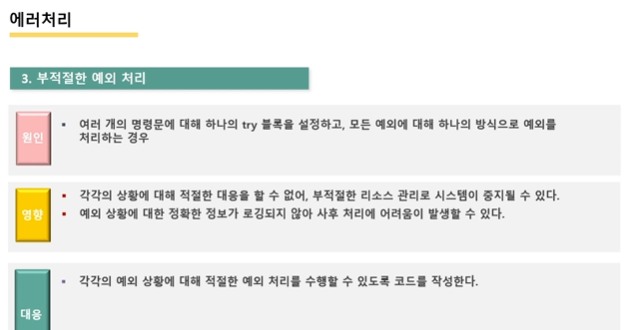 에러처리
3. 부적절한 예외 처리
원인
▪ 여러 개의 명령문에 대해 하나의 try 블록을 설정하고, 모든 예외에 대해 하나의 방식으로 예외를
처리하는 경우
영향
▪ 각각의 상황에 대해 적절한 대응을 할 수 없어, 부적절한 리소스 관리로 시스템이 중지될 수 있다.
▪ 예외 상황에 대한 정확한 정보가 로깅되지 않아 사후 처리에 어려움이 발생할 수 있다.
대응
▪ 각각의 예외 상황에 대해 적절한 예외 처리를 수행할 수 있도록 코드를 작성한다.